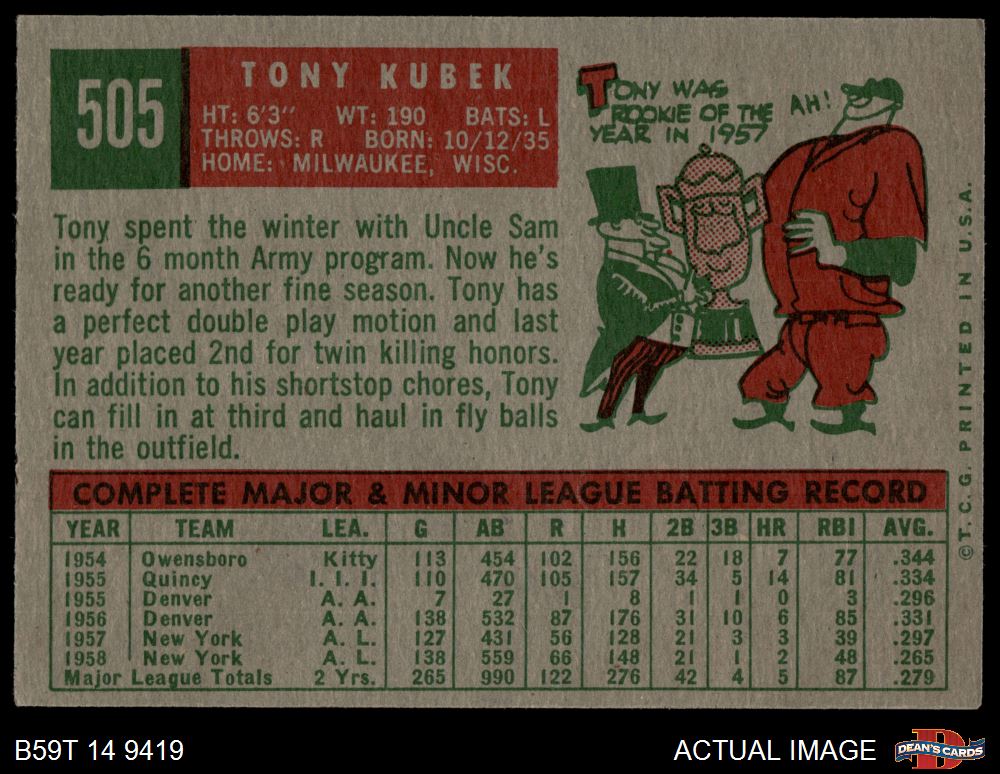 505
TONY KUBEK
HT: 6'3" WT: 190 BATS: L
THROWS: R BORN: 10/12/35
HOME: MILWAUKEE, WISC.
TONY WAS
ROOKIE OF THE
YEAR IN 1957
AH!
Tony spent the winter with Uncle Sam
in the 6 month Army program. Now he's
ready for another fine season. Tony has
a perfect double play motion and last
year placed 2nd for twin killing honors.
In addition to his shortstop chores, Tony
can fill in at third and haul in fly balls
in the outfield.
COMPLETE MAJOR & MINOR LEAGUE BATTING RECORD
YEAR TEAM LEA. G AB R H 2B 3B HR RBI AVG.
1954 Owensboro Kitty 113 454 102 156 22 18 7 77 .344
1955 Quincy I. I. I. 110 470 105 157 34 5 14 81 .334
1955 Denver A. A. 7 27 1 8 1 1 0 3 .296
1956 Denver A. A. 138 532 87 176 31 10 6 85 .331
1957 New York A. L. 127 431 56 128 21 3 3 39 .297
1958 New York A. L. 138 559 66 148 21 1 2 48 .265
Major League Totals 2 Yrs. 265 990 122 276 42 4 5 87 .279
©T. C. G. PRINTED IN U.S.A.
B59T 14 9419
ACTUAL IMAGE
DEAN'S CARDS